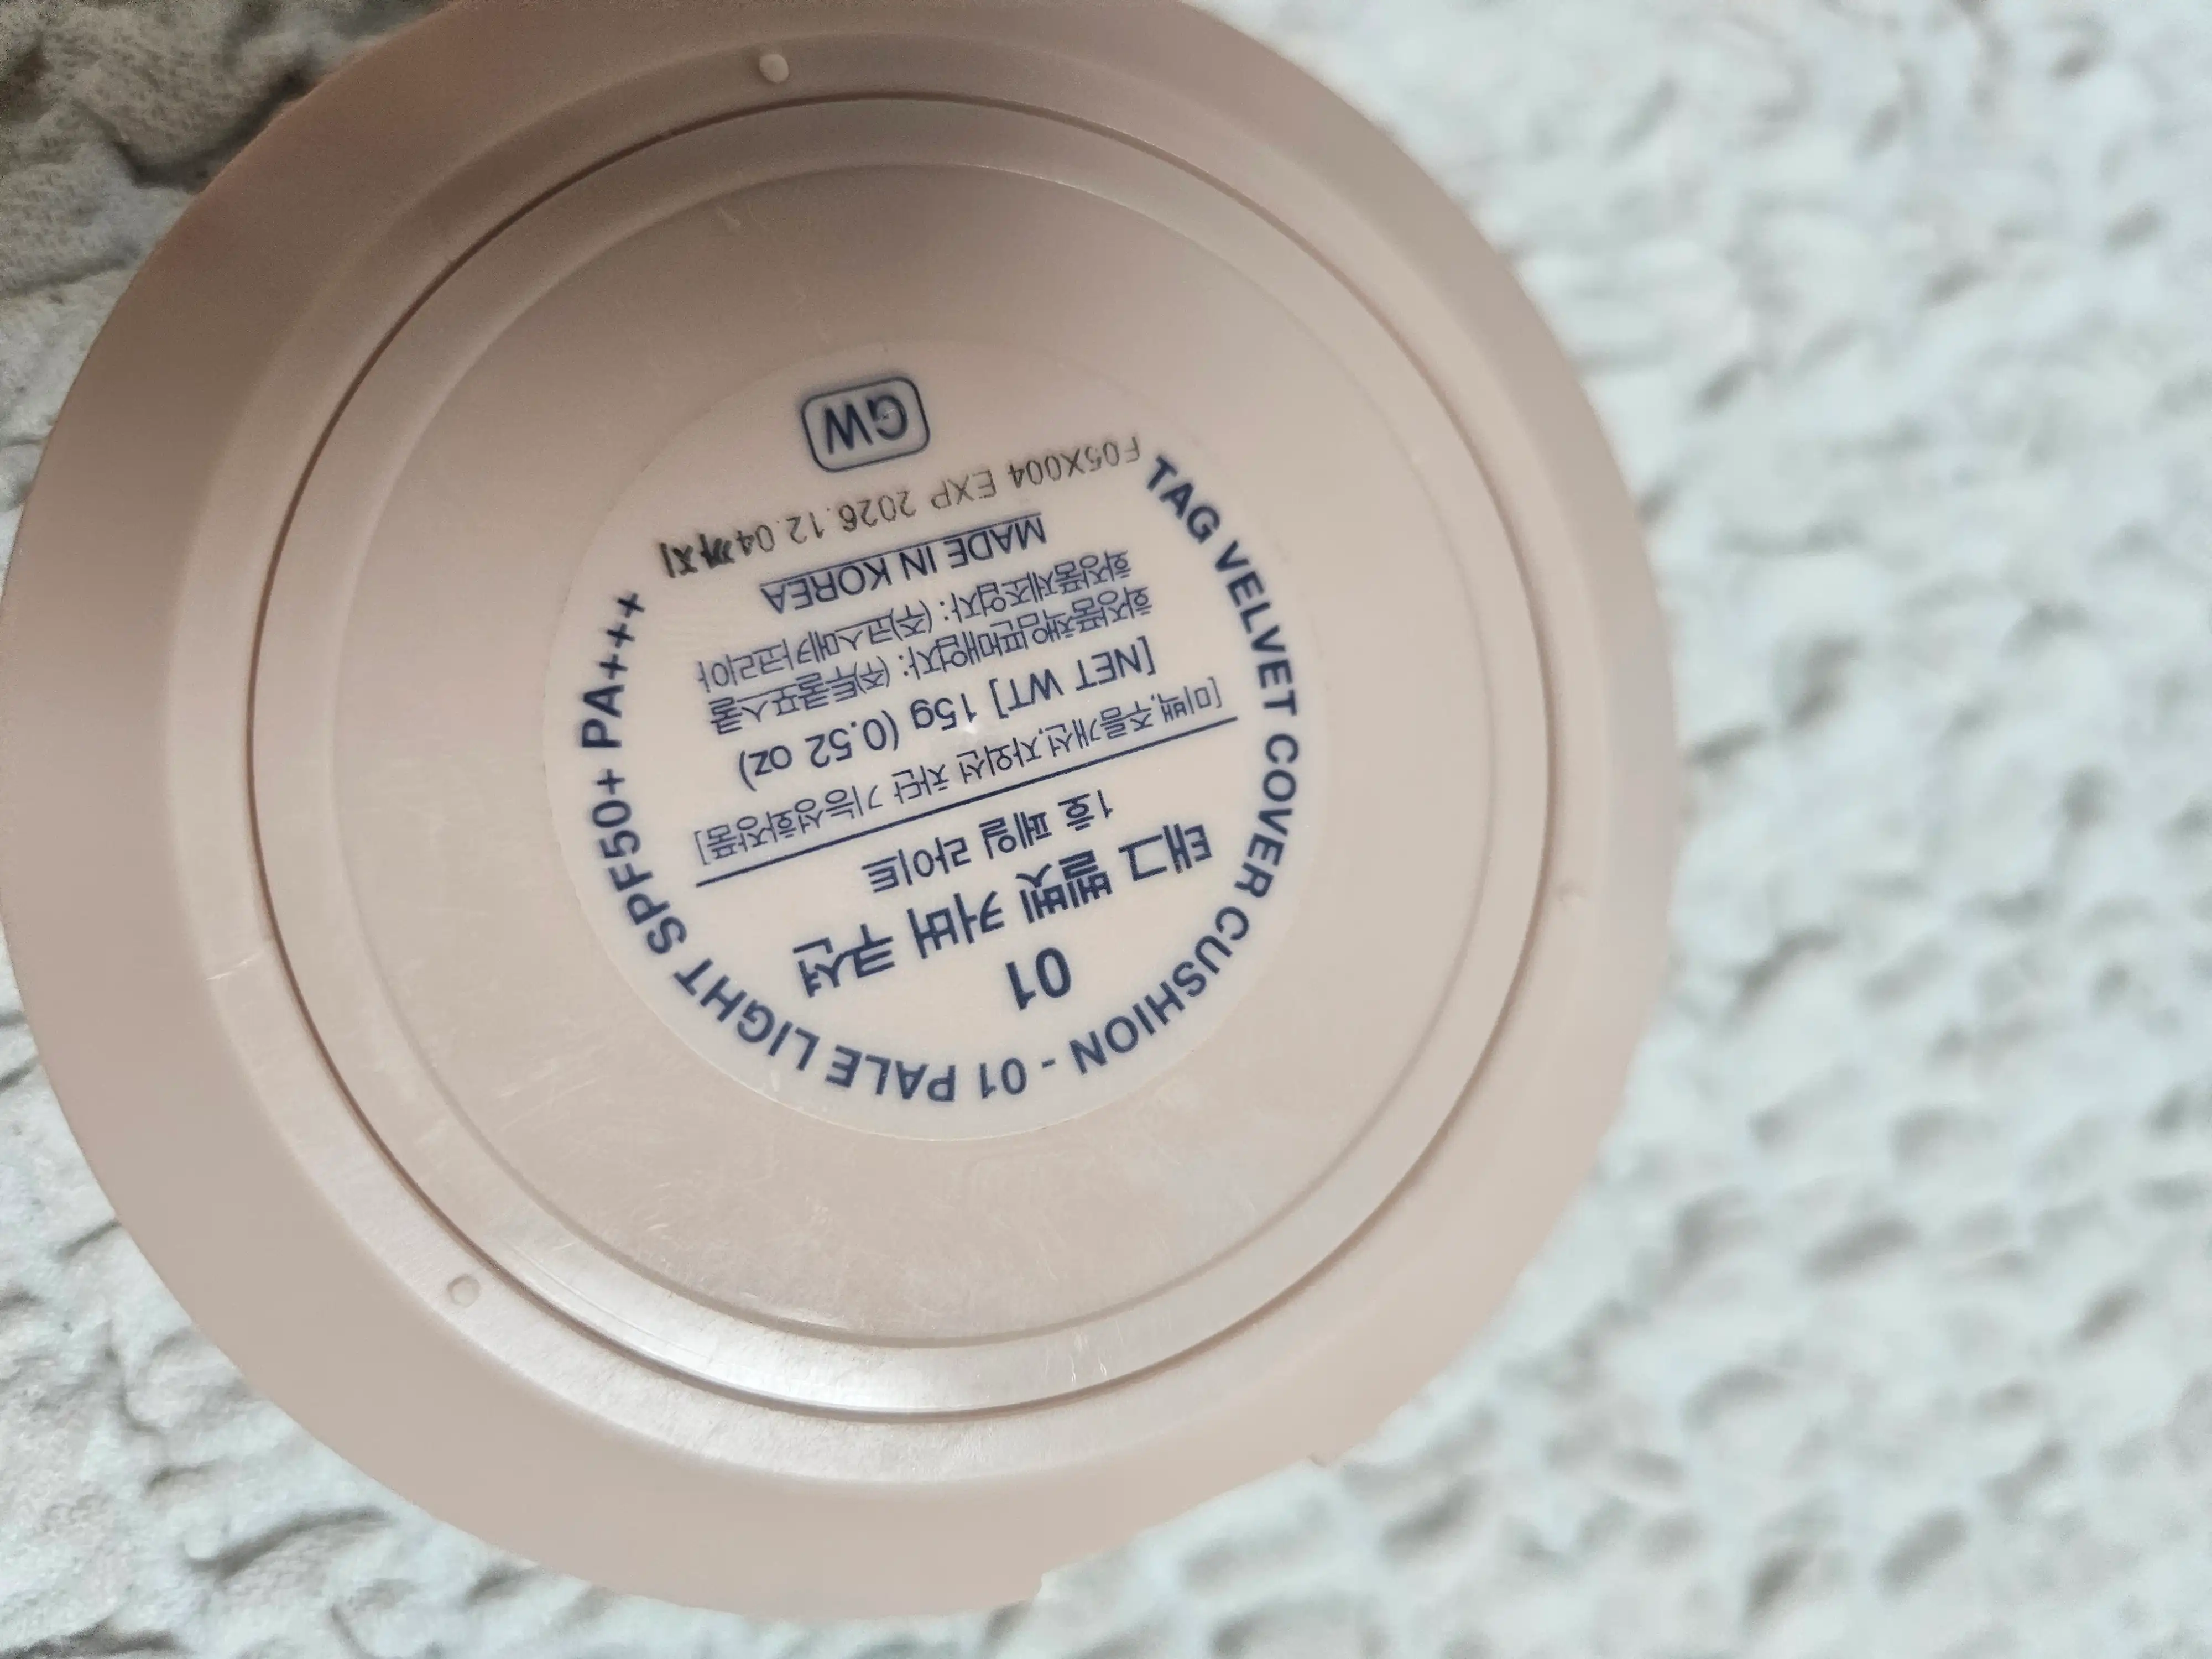 TAG VELVET COVER CUSHION - 01 PALE LIGHT SPF50+ PA+++
01
태그 벨벳 커버 쿠션
1호 페일 라이트
[미백,주름개선,자외선 차단 기능성화장품]
[NET WT] 15g (0.52 oz)
화장품책임판매업자: (주)투쿨포스쿨
화장품제조업자: (주)코스메카코리아
MADE IN KOREA
F05X004 EXP 2026.12.04까지
GW